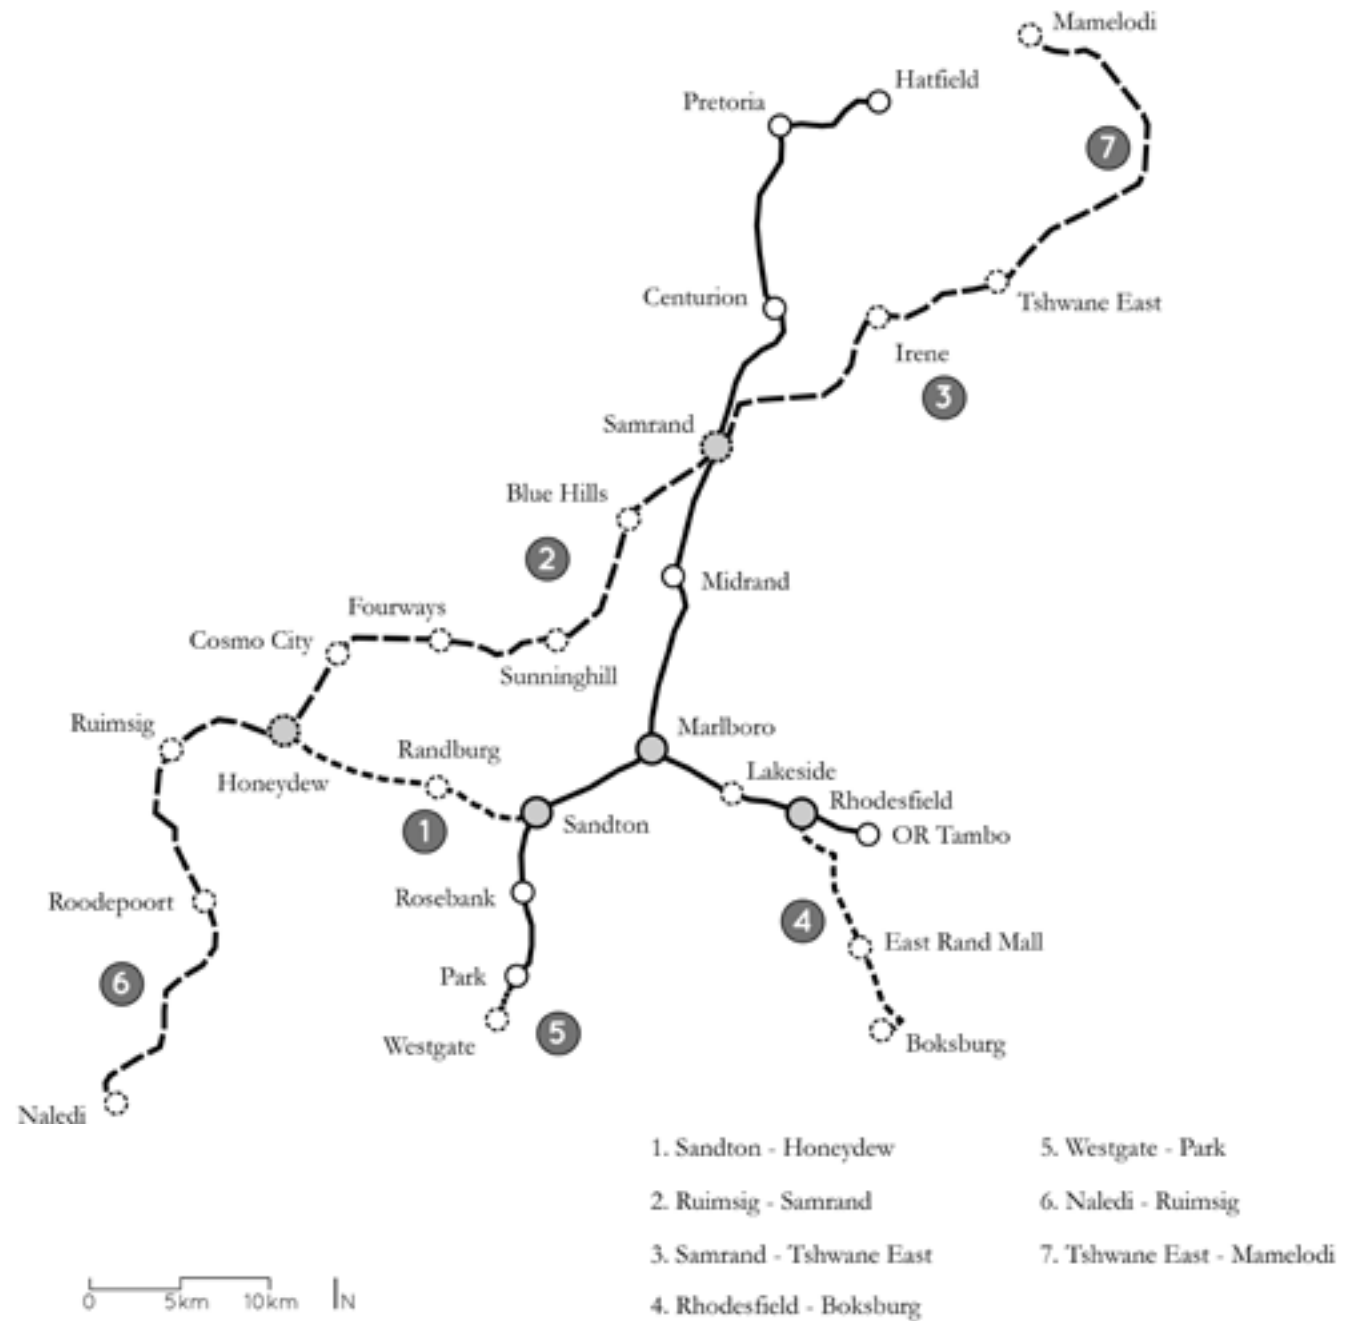 Mamelodi
Hatfield
Pretoria
7
Centurion
Tshwane East
Irene
3
Samrand
Blue Hills
2
Midrand
Fourways
Cosmo City
Sunninghill
Ruimsig
Marlboro
Randburg
Lakeside
Honeydew
Rhodesfield
1
Sandton
OR Tambo
Rosebank
Roodepoort
4
East Rand Mall
Park
6
5
Westgate
Boksburg
Naledi
1. Sandton - Honeydew
2. Ruimsig - Samrand
3. Samrand - Tshwane East
4. Rhodesfield - Boksburg
5. Westgate - Park
6. Naledi - Ruimsig
7. Tshwane East - Mamelodi
0 5km 10km N